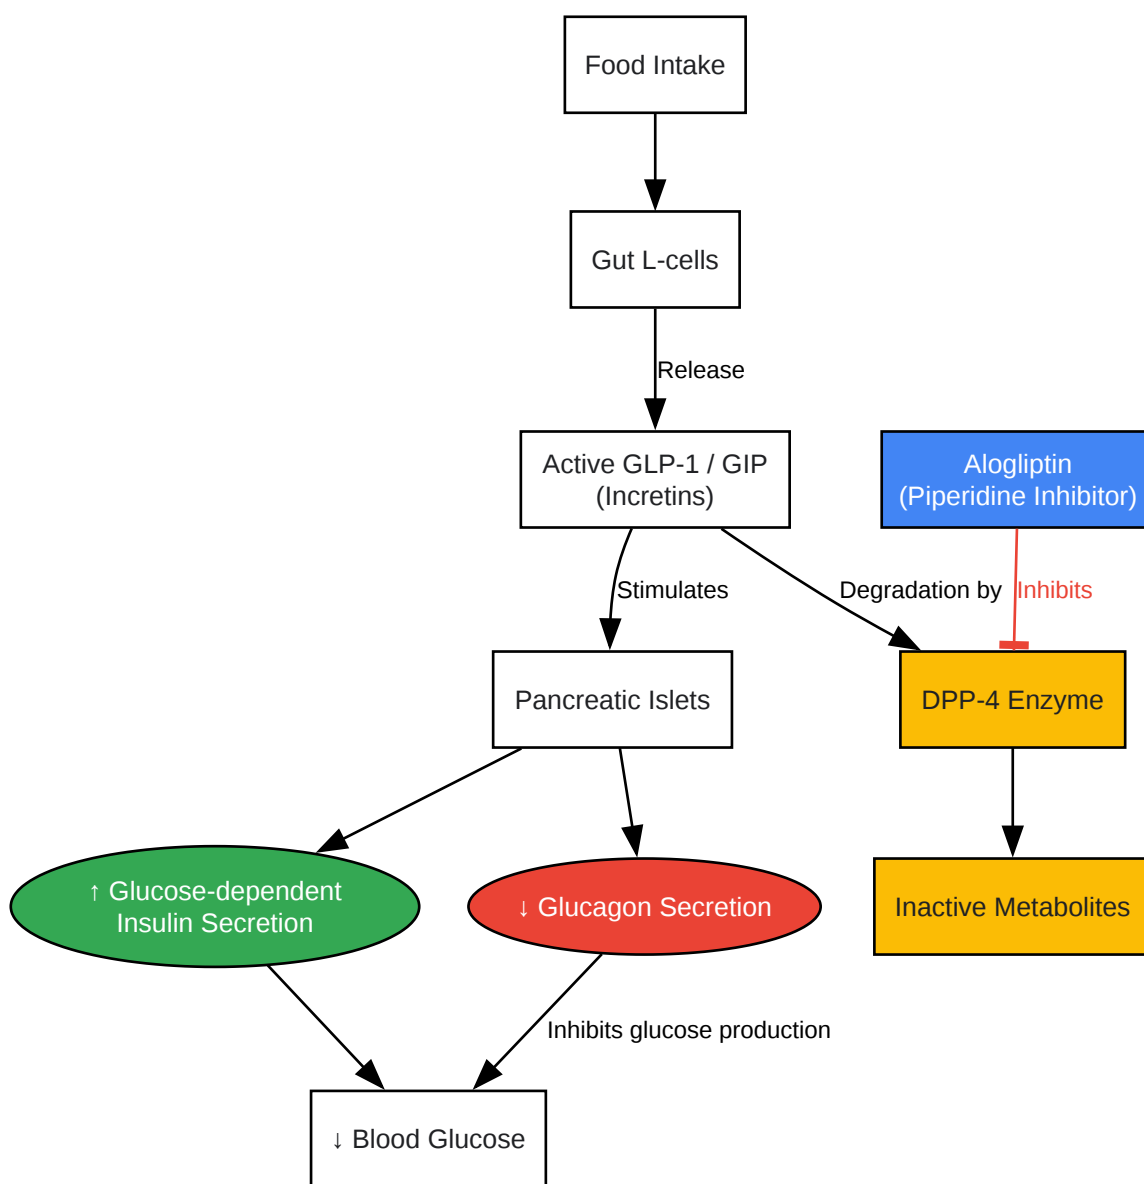 Food Intake
Gut L-cells
Release
Active GLP-1 / GIP
(Incretins)
Alogliptin
(Piperidine Inhibitor)
Stimulates
Degradation by
Inhibits
Pancreatic Islets
DPP-4 Enzyme
↑ Glucose-dependent
Insulin Secretion
↓ Glucagon Secretion
Inactive Metabolites
Inhibits glucose production
↓ Blood Glucose